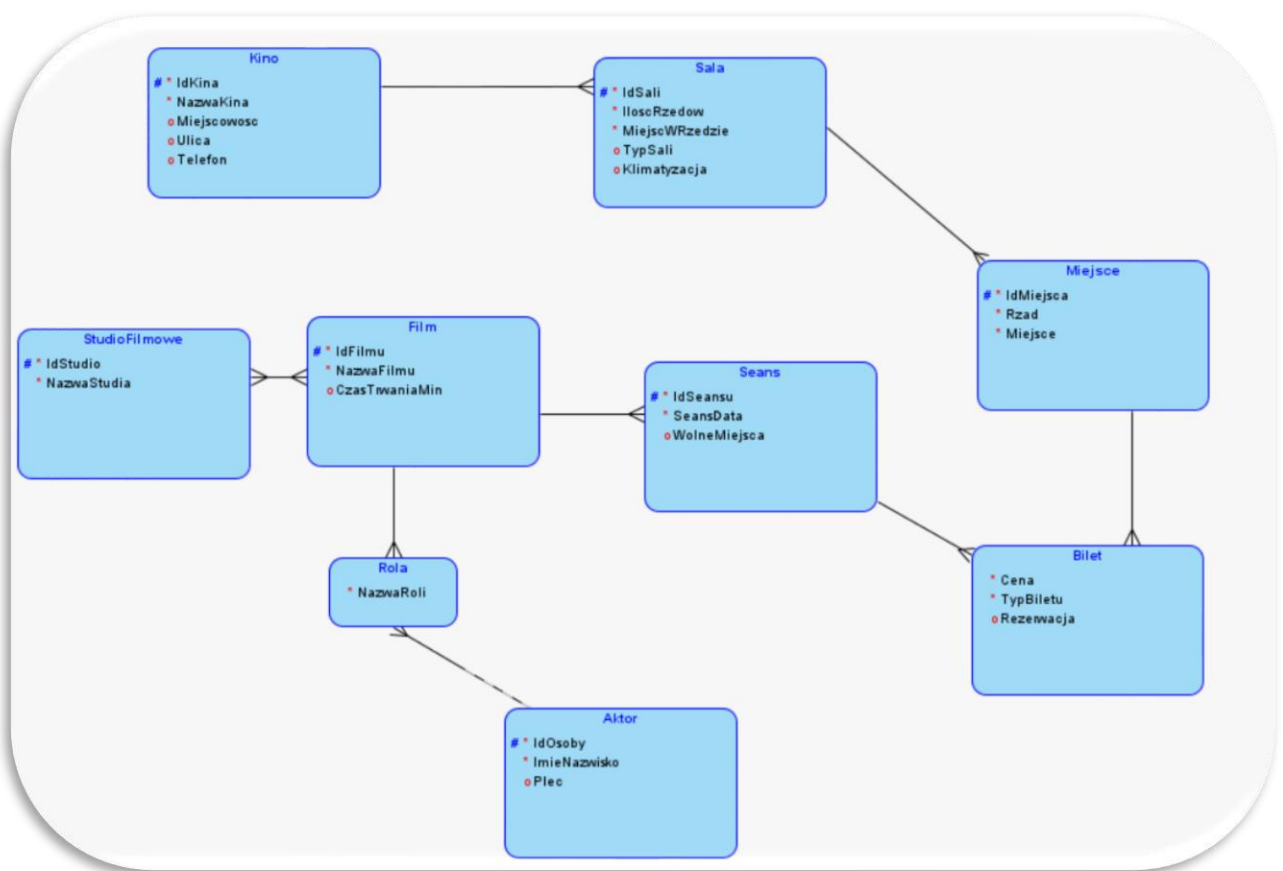 Kino
# * IdKina
* NazwaKina
o Miejscowosc
o Ulica
o Telefon
Sala
# * IdSali
* IloscRzedow
* MiejscWRzedzie
o TypSali
o Klimatyzacja
Miejsce
# * IdMiejsca
* Rzad
* Miejsce
StudioFilmowe
# * IdStudio
* NazwaStudia
Film
# * IdFilmu
* NazwaFilmu
o CzasTrwaniaMin
Seans
# * IdSeansu
* SeansData
o WolneMiejsca
Rola
* NazwaRoli
Bilet
* Cena
* TypBiletu
o Rezerwacja
Aktor
# * IdOsoby
* ImieNazwisko
o Plec